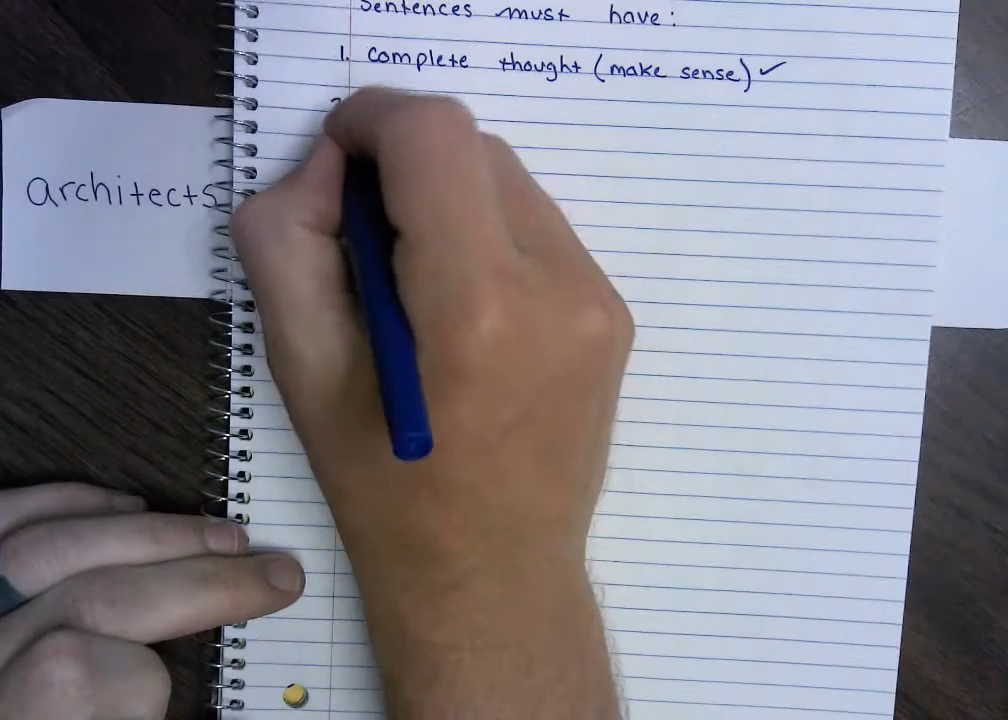 Sentences must have:
1. Complete thought (make sense) ✓
architects